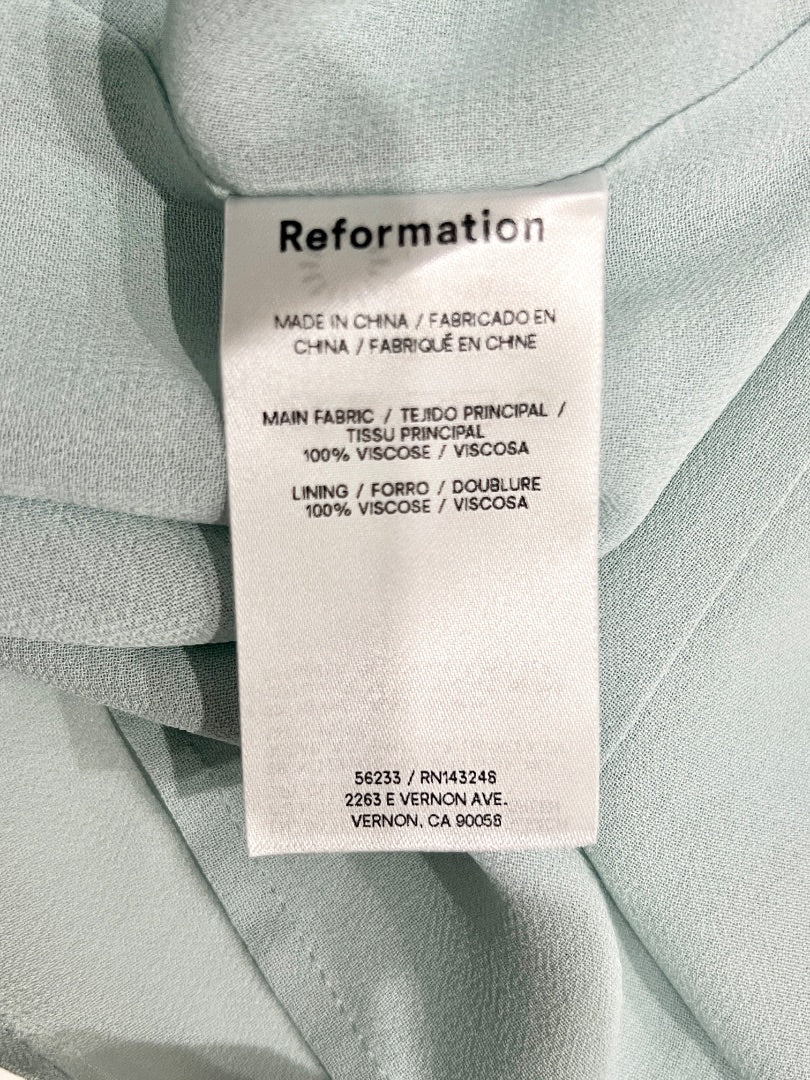 Reformation
MADE IN CHINA / FABRICADO EN
CHINA / FABRIQUÉ EN CHINE
MAIN FABRIC / TEJIDO PRINCIPAL /
TISSU PRINCIPAL
100% VISCOSE / VISCOSA
LINING / FORRO / DOUBLURE
100% VISCOSE / VISCOSA
56233 / RN143246
2263 E VERNON AVE.
VERNON, CA 90058